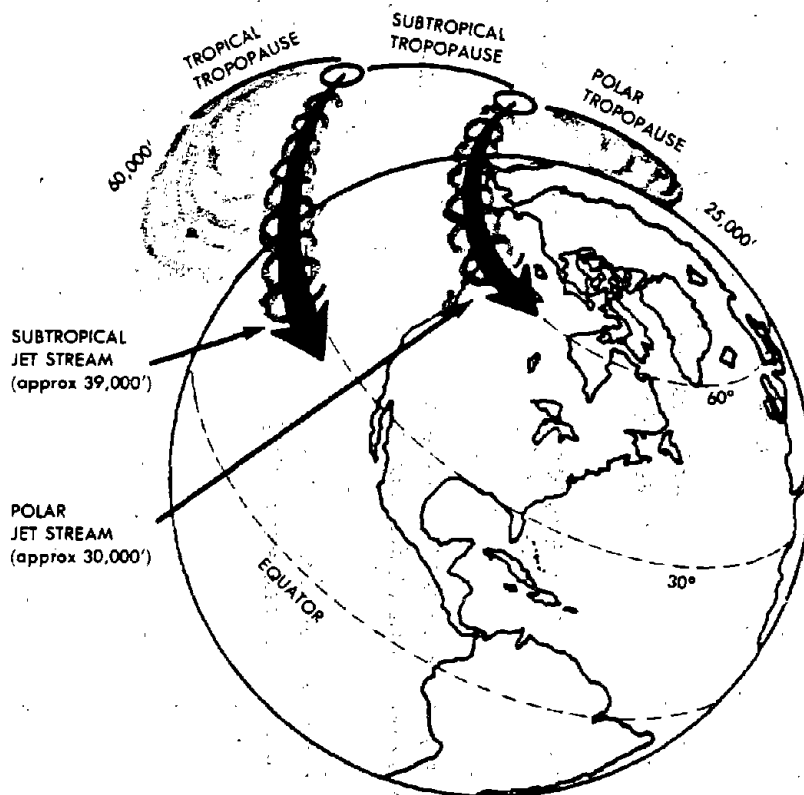 TROPICAL
TROPOPAUSE
SUBTROPICAL
TROPOPAUSE
POLAR
TROPOPAUSE
60,000'
25,000'
SUBTROPICAL
JET STREAM
(approx 39,000')
60°
POLAR
JET STREAM
(approx 30,000')
EQUATOR
30°